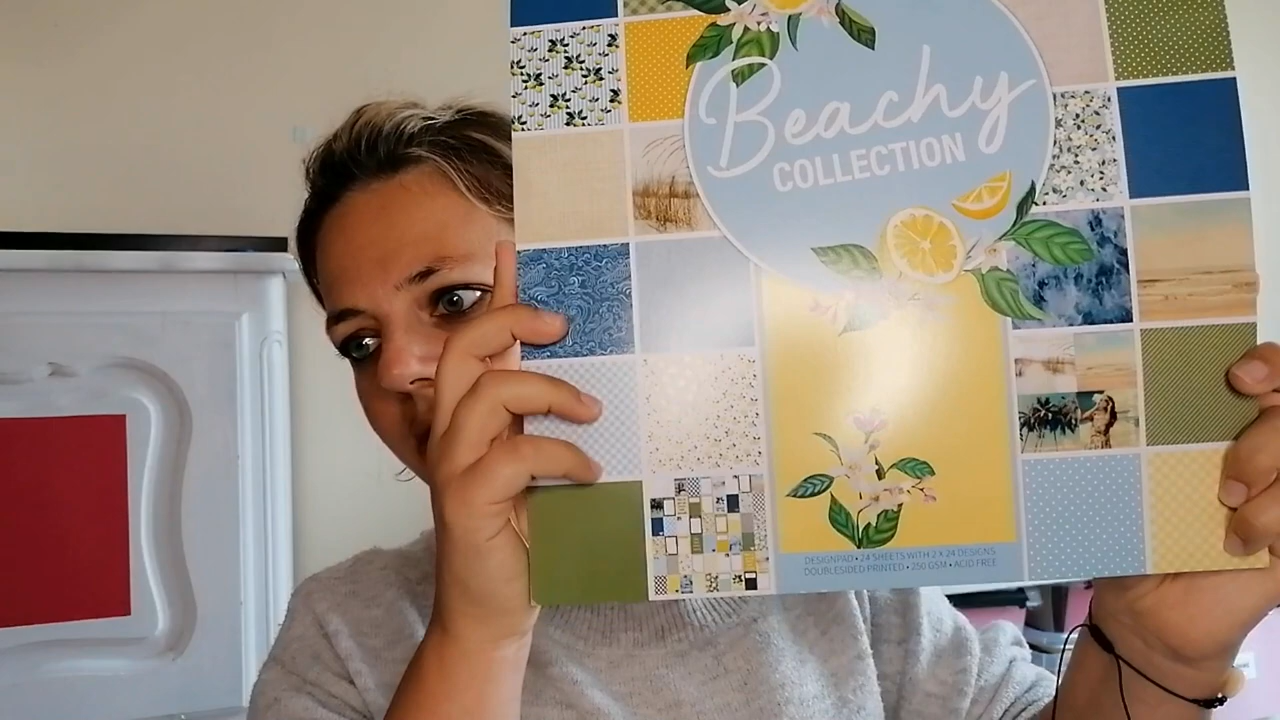 Beachy
COLLECTION
DESIGNPAD • 24 SHEETS WITH 2 X 24 DESIGNS
DOUBLESIDED PRINTED • 250 GSM • ACID FREE